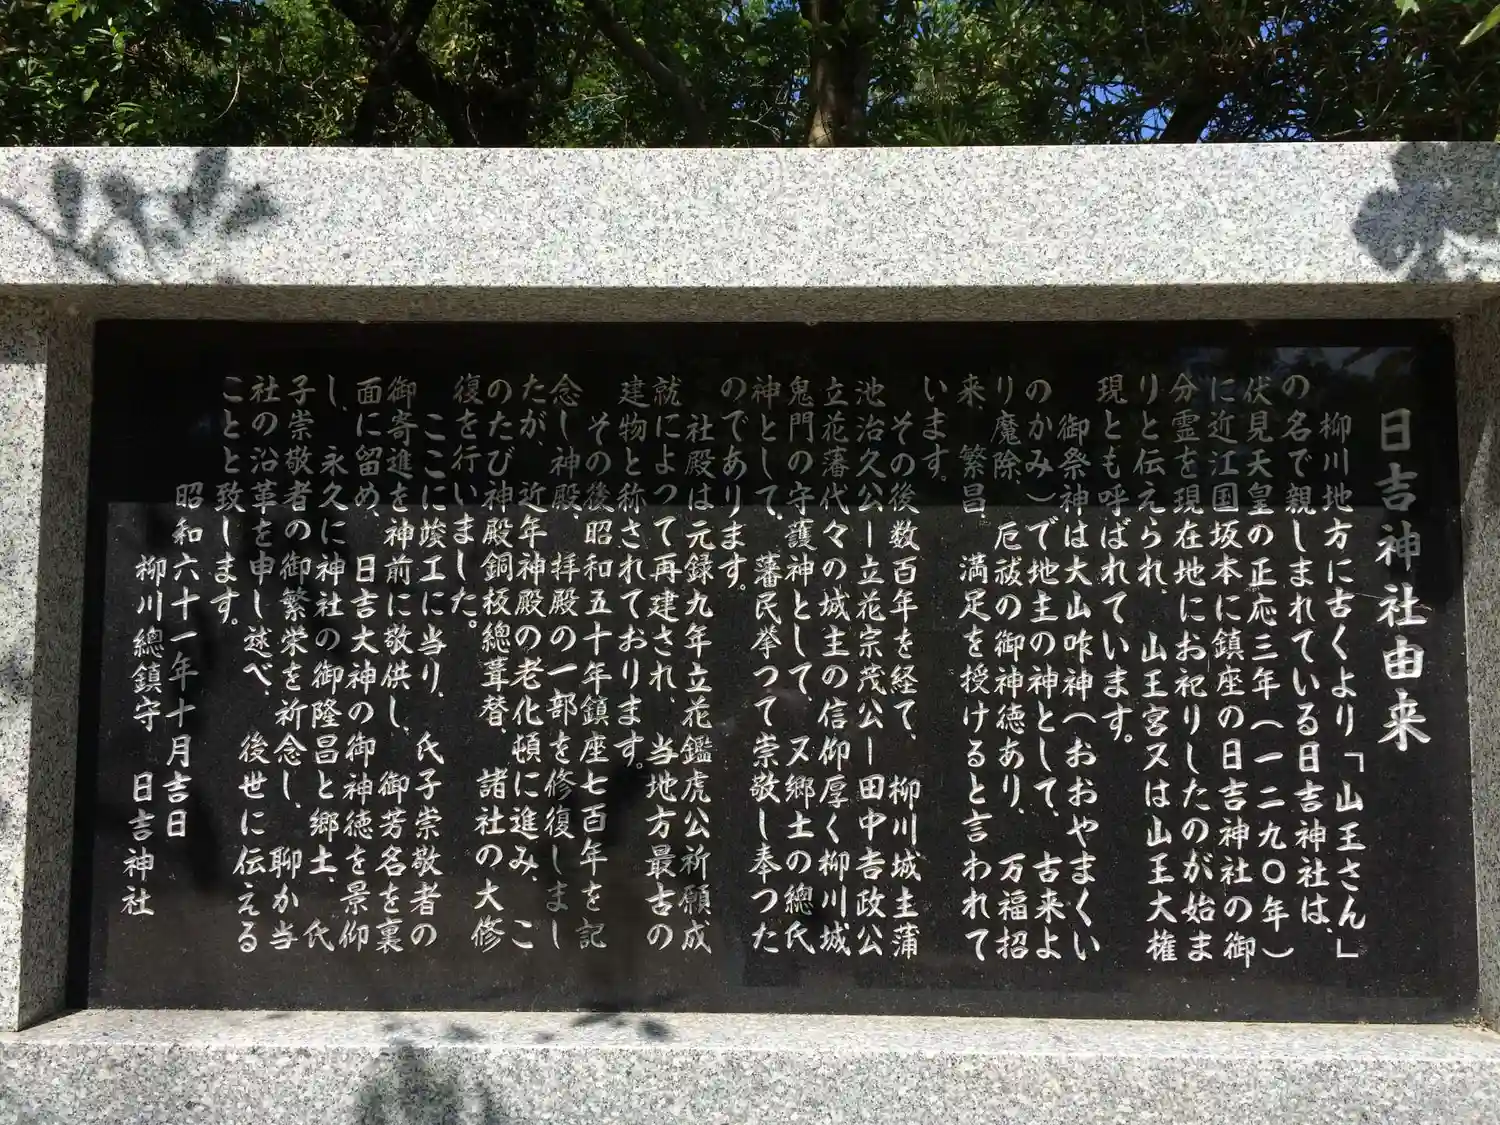 日吉神社由来
柳川地方に古くより「山王さん」
の名で親しまれている日吉神社は、
伏見天皇の正応三年(一二九〇年)
に近江国坂本に鎮座の日吉神社の御
分霊を現在地にお祀りしたのが始ま
りと伝えられ、山王宮又は山王大権
現とも呼ばれています。
御祭神は大山咋神(おおやまくい
のかみ)で地主の神として、古来よ
り魔除、厄祓の御神徳あり、万福招
来、繁昌、満足を授けると言われて
います。
その後数百年を経て、柳川城主蒲
池治久公ー立花宗茂公ー田中吉政公
立花藩代々の城主の信仰厚く柳川城
鬼門の守護神として、又郷土の總氏
神として、藩民挙って崇敬し奉つた
のであります。
社殿は元録九年立花鑑虎公祈願成
就によつて再建され、当地方最古の
建物と称されております。
その後昭和五十年鎮座七百年を記
念し神殿、拝殿の一部を修復しまし
たが、近年神殿の老化頓に進み、こ
のたび神殿銅板總葺替、諸社の大修
復を行いました。
ここに竣工に当り、氏子崇敬者の
御寄進を神前に敬供し、御芳名を裏
面に留め、日吉大神の御神徳を景仰
し、永久に神社の御隆昌と郷土、氏
子崇敬者の御繁栄を祈念し、聊か当
社の沿革を申し述べ、後世に伝える
ことと致します。
昭和六十一年十月吉日
柳川總鎮守 日吉神社